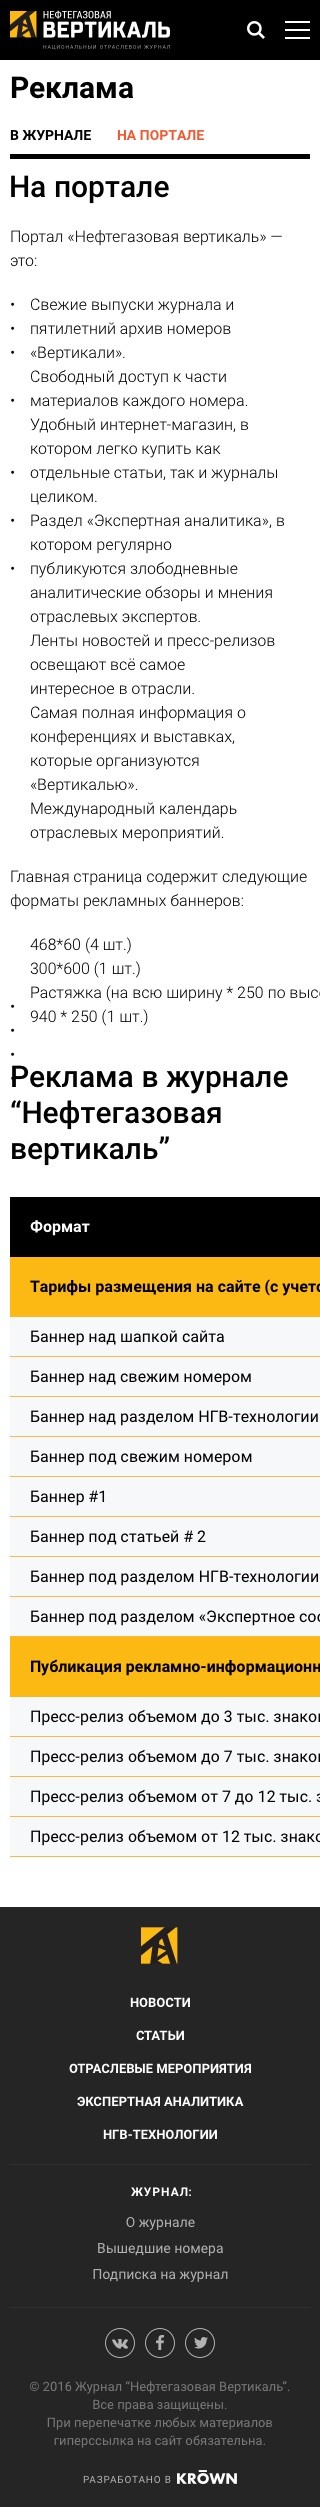 НЕФТЕГАЗОВАЯ
ВЕРТИКАЛЬ
НАЦИОНАЛЬНЫЙ ОТРАСЛЕВОЙ ЖУРНАЛ
Реклама
В ЖУРНАЛЕ НА ПОРТАЛЕ
На портале
Портал «Нефтегазовая вертикаль» —
это:
• Свежие выпуски журнала и
• пятилетний архив номеров
• «Вертикали».
Свободный доступ к части
• материалов каждого номера.
Удобный интернет-магазин, в
котором легко купить как
• отдельные статьи, так и журналы
целиком.
• Раздел «Экспертная аналитика», в
котором регулярно
• публикуются злободневные
аналитические обзоры и мнения
отраслевых экспертов.
Ленты новостей и пресс-релизов
освещают всё самое
интересное в отрасли.
Самая полная информация о
конференциях и выставках,
которые организуются
«Вертикалью».
Международный календарь
отраслевых мероприятий.
Главная страница содержит следующие
форматы рекламных баннеров:
468*60 (4 шт.)
300*600 (1 шт.)
Растяжка (на всю ширину * 250 по выс
940 * 250 (1 шт.)
Реклама в журнале
“Нефтегазовая
вертикаль”
Формат
Тарифы размещения на сайте (с учето
Баннер над шапкой сайта
Баннер над свежим номером
Баннер над разделом НГВ-технологии
Баннер под свежим номером
Баннер #1
Баннер под статьей # 2
Баннер под разделом НГВ-технологии
Баннер под разделом «Экспертное соо
Публикация рекламно-информационн
Пресс-релиз объемом до 3 тыс. знако
Пресс-релиз объемом до 7 тыс. знако
Пресс-релиз объемом от 7 до 12 тыс. з
Пресс-релиз объемом от 12 тыс. знако
НОВОСТИ
СТАТЬИ
ОТРАСЛЕВЫЕ МЕРОПРИЯТИЯ
ЭКСПЕРТНАЯ АНАЛИТИКА
НГВ-ТЕХНОЛОГИИ
ЖУРНАЛ:
О журнале
Вышедшие номера
Подписка на журнал
© 2016 Журнал “Нефтегазовая Вертикаль”.
Все права защищены.
При перепечатке любых материалов
гиперссылка на сайт обязательна.
РАЗРАБОТАНО В KRŌWN